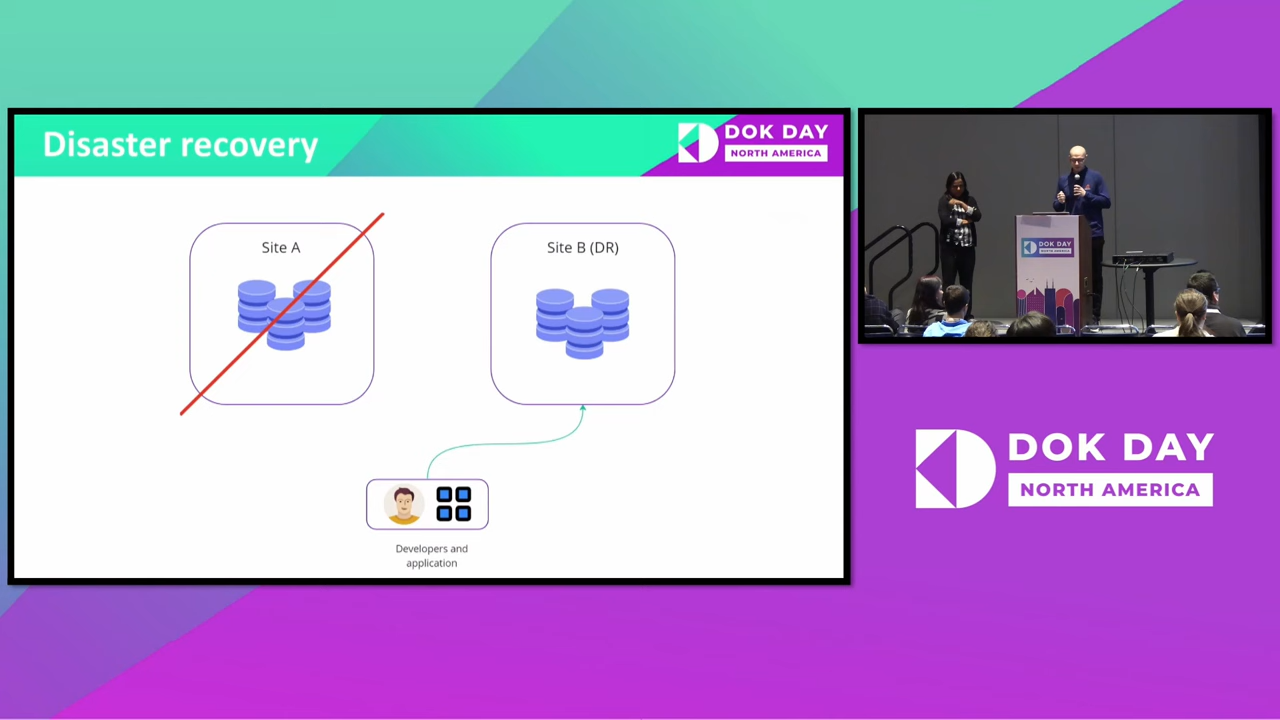 Disaster recovery
DOK DAY
NORTH AMERICA
Site A
Site B (DR)
Developers and
application
DOK DAY
NORTH AMERICA
DOK DAY
NORTH AMERICA